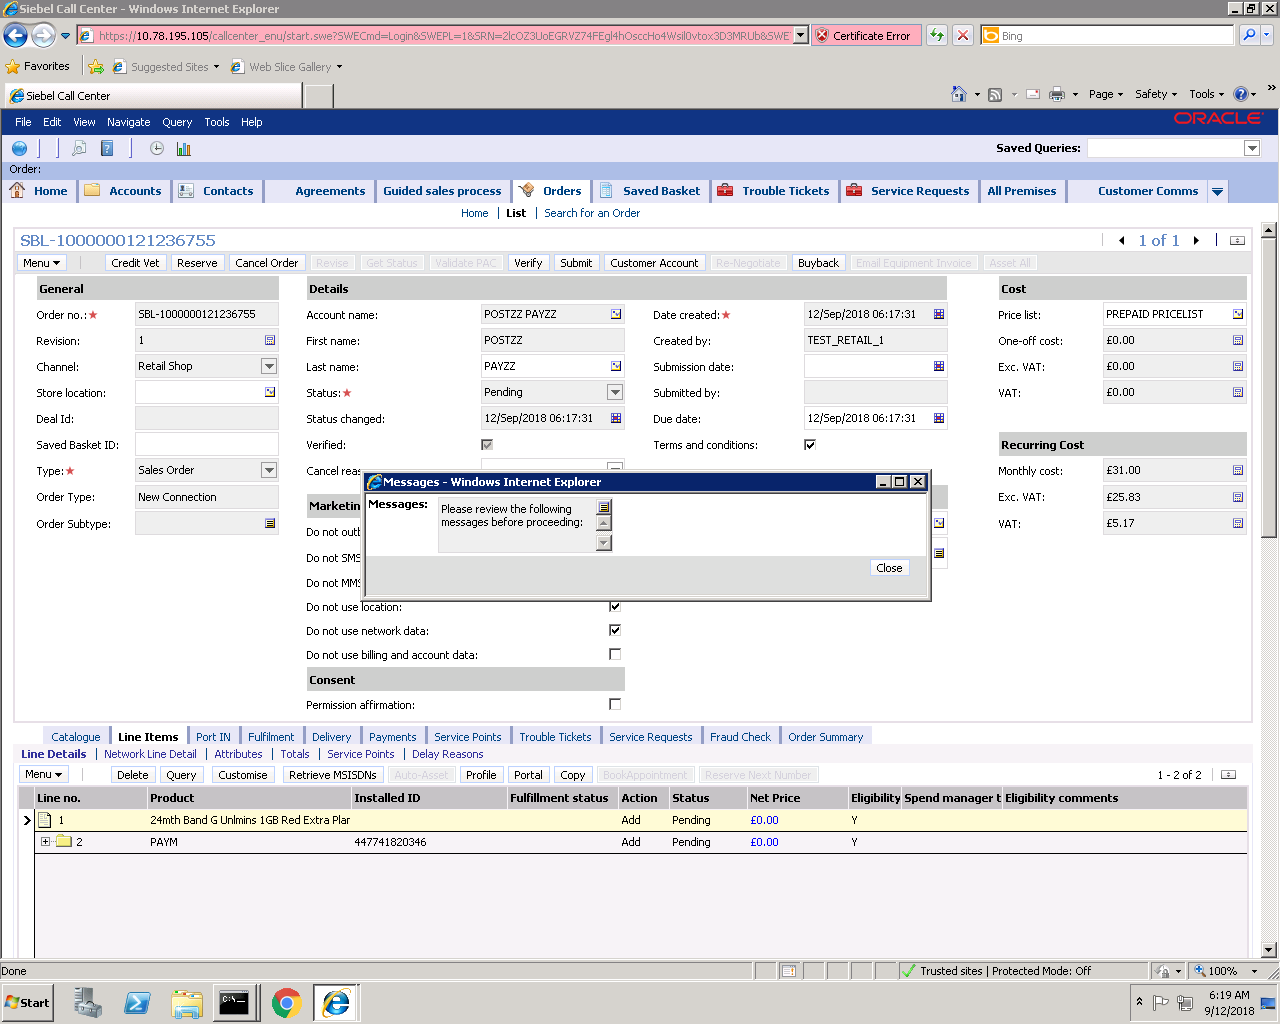 Siebel Call Center - Windows Internet Explorer
https://10.78.195.105/callcenter_enu/start.swe?SWECmd=Login&SWEPL=1&SRN=2lcOZ3UoEGRVZ74FEgl4hOsccHo4Wsil0vtox3D3MRUb&SWE
Certificate Error
Bing
Favorites
Suggested Sites
Web Slice Gallery
Siebel Call Center
Page
Safety
Tools
File Edit View Navigate Query Tools Help
ORACLE
Saved Queries:
Order:
Home Accounts Contacts Agreements Guided sales process Orders Saved Basket Trouble Tickets Service Requests All Premises Customer Comms
Home | List | Search for an Order
SBL-1000000121236755
1 of 1
Menu
Credit Vet Reserve Cancel Order Revise Get Status Validate PAC Verify Submit Customer Account Re-Negotiate Buyback Email Equipment Invoice Asset All
General
Order no.:★ SBL-1000000121236755
Revision: 1
Channel: Retail Shop
Store location:
Deal Id:
Saved Basket ID:
Type:★ Sales Order
Order Type: New Connection
Order Subtype:
Details
Account name: POSTZZ PAYZZ
First name: POSTZZ
Last name: PAYZZ
Status:★ Pending
Status changed: 12/Sep/2018 06:17:31
Verified:
Cancel reas
Date created:★ 12/Sep/2018 06:17:31
Created by: TEST_RETAIL_1
Submission date:
Submitted by:
Due date: 12/Sep/2018 06:17:31
Terms and conditions:
Cost
Price list: PREPAID PRICELIST
One-off cost: £0.00
Exc. VAT: £0.00
VAT: £0.00
Recurring Cost
Monthly cost: £31.00
Exc. VAT: £25.83
VAT: £5.17
Marketin
Do not outb
Do not SMS
Do not MMS
Do not use location:
Do not use network data:
Do not use billing and account data:
Consent
Permission affirmation:
Messages - Windows Internet Explorer
Messages:
Please review the following
messages before proceeding:
Close
Catalogue Line Items Port IN Fulfilment Delivery Payments Service Points Trouble Tickets Service Requests Fraud Check Order Summary
Line Details | Network Line Detail | Attributes | Totals | Service Points | Delay Reasons
Menu
Delete Query Customise Retrieve MSISDNs Auto-Asset Profile Portal Copy BookAppointment Reserve Next Number
1 - 2 of 2
Line no. Product Installed ID Fulfillment status Action Status Net Price Eligibility Spend manager t Eligibility comments
1 24mth Band G Unlmins 1GB Red Extra Plar Add Pending £0.00 Y
2 PAYM 447741820346 Add Pending £0.00 Y
Done
Trusted sites | Protected Mode: Off
100%
Start
C:\.
6:19 AM
9/12/2018